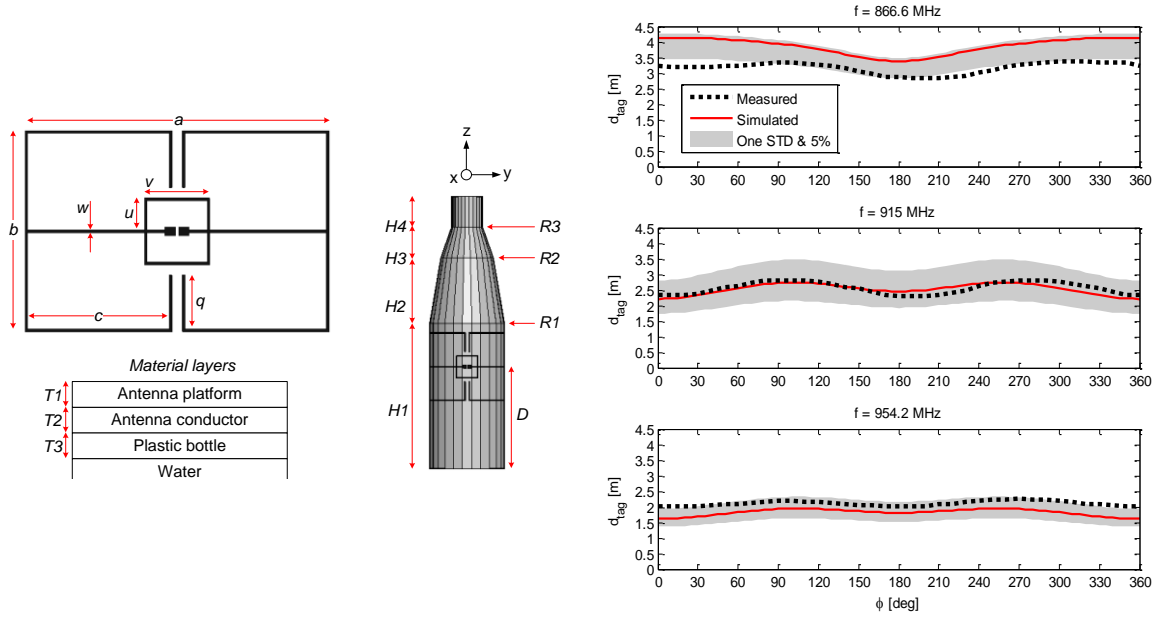 a
v
w
u
b
q
c
Material layers
T1
Antenna platform
T2
Antenna conductor
T3
Plastic bottle
Water
z
x
y
H4
R3
H3
R2
H2
R1
H1
D
f = 866.6 MHz
d_tag [m]
4.5
4
3.5
3
2.5
2
1.5
1
0.5
0
Measured
Simulated
One STD & 5%
0 30 60 90 120 150 180 210 240 270 300 330 360
f = 915 MHz
d_tag [m]
4.5
4
3.5
3
2.5
2
1.5
1
0.5
0
0 30 60 90 120 150 180 210 240 270 300 330 360
f = 954.2 MHz
d_tag [m]
4.5
4
3.5
3
2.5
2
1.5
1
0.5
0
0 30 60 90 120 150 180 210 240 270 300 330 360
ϕ [deg]